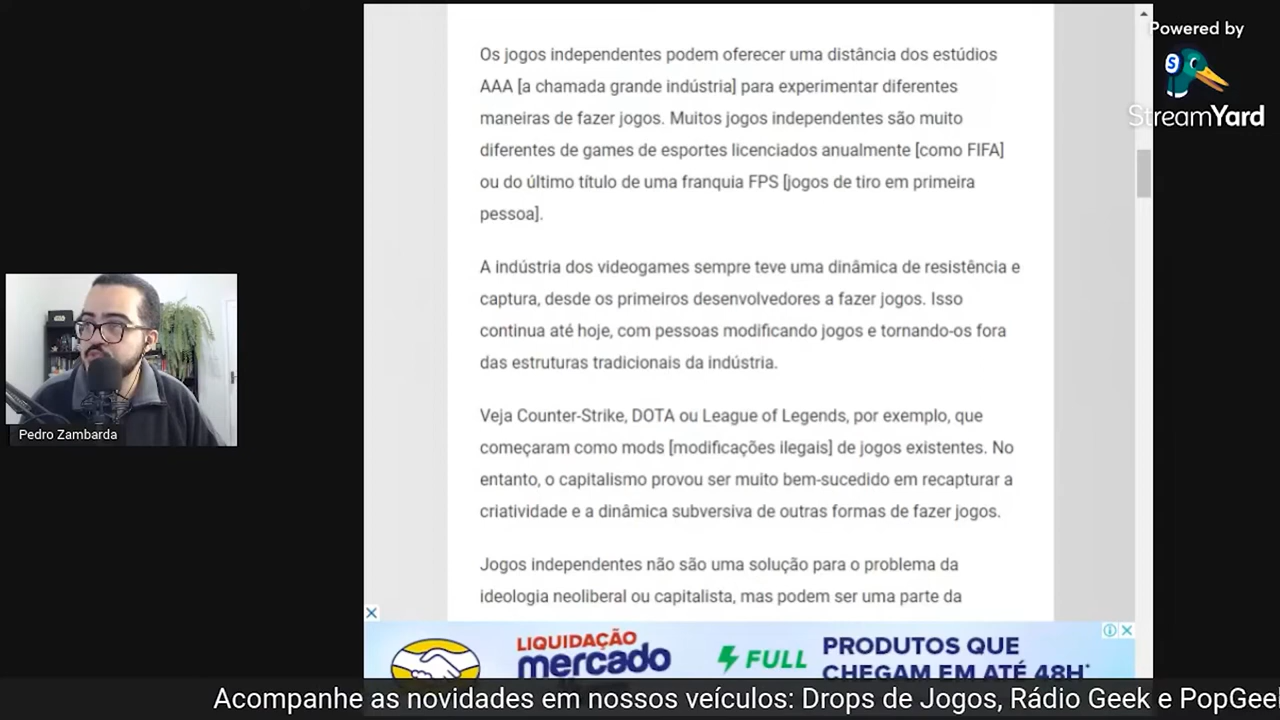 Os jogos independentes podem oferecer uma distância dos estúdios
AAA [a chamada grande indústria] para experimentar diferentes
maneiras de fazer jogos. Muitos jogos independentes são muito
diferentes de games de esportes licenciados anualmente [como FIFA]
ou do último título de uma franquia FPS [jogos de tiro em primeira
pessoa].
A indústria dos videogames sempre teve uma dinâmica de resistência e
captura, desde os primeiros desenvolvedores a fazer jogos. Isso
continua até hoje, com pessoas modificando jogos e tornando-os fora
das estruturas tradicionais da indústria.
Veja Counter-Strike, DOTA ou League of Legends, por exemplo, que
começaram como mods [modificações ilegais] de jogos existentes. No
entanto, o capitalismo provou ser muito bem-sucedido em recapturar a
criatividade e a dinâmica subversiva de outras formas de fazer jogos.
Jogos independentes não são uma solução para o problema da
ideologia neoliberal ou capitalista, mas podem ser uma parte da
Powered by
S
StreamYard
Pedro Zambarda
LIQUIDAÇÃO
mercado
FULL
PRODUTOS QUE
CHEGAM EM ATÉ 48H*
Acompanhe as novidades em nossos veículos: Drops de Jogos, Rádio Geek e PopGee